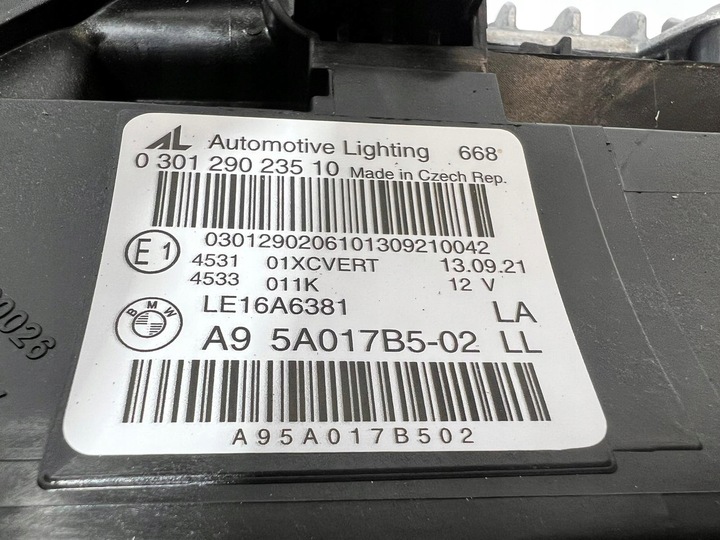 AL Automotive Lighting 668
0 301 290 235 10 Made in Czech Rep.
0301290206101309210042
E1 4531 01XCVERT 13.09.21
4533 011K 12 V
LE16A6381 LA
BMW A9 5A017B5-02 LL
A95A017B502
0026